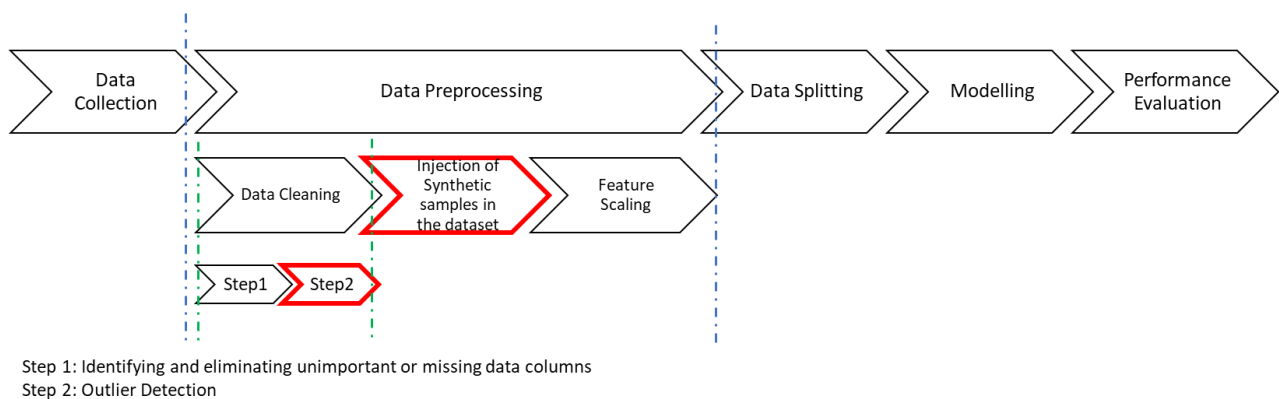 Data
Collection
Data Preprocessing
Data Splitting
Modelling
Performance
Evaluation
Data Cleaning
Injection of
Synthetic
samples in
the dataset
Feature
Scaling
Step1
Step2
Step 1: Identifying and eliminating unimportant or missing data columns
Step 2: Outlier Detection